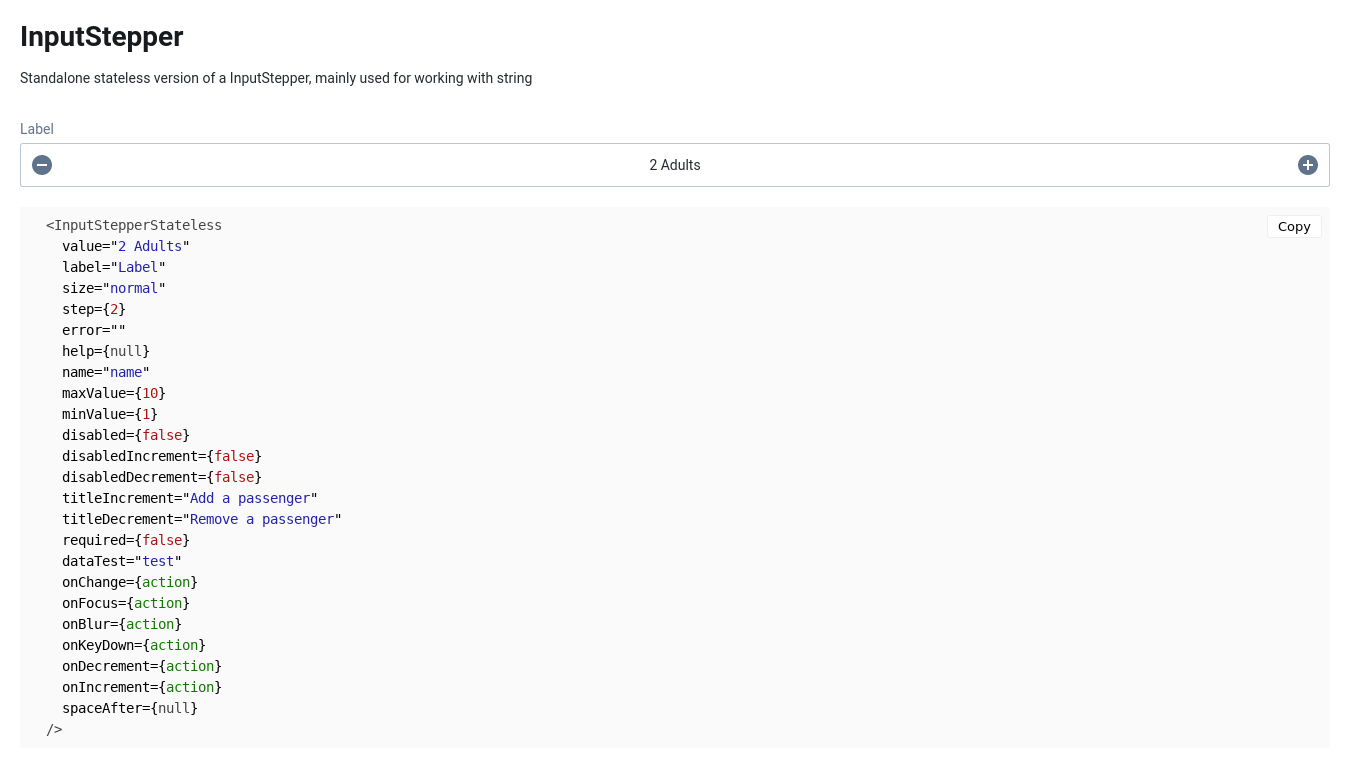 InputStepper
Standalone stateless version of a InputStepper, mainly used for working with string
Label
2 Adults
Copy
<InputStepperStateless
  value="2 Adults"
  label="Label"
  size="normal"
  step={2}
  error=""
  help={null}
  name="name"
  maxValue={10}
  minValue={1}
  disabled={false}
  disabledIncrement={false}
  disabledDecrement={false}
  titleIncrement="Add a passenger"
  titleDecrement="Remove a passenger"
  required={false}
  dataTest="test"
  onChange={action}
  onFocus={action}
  onBlur={action}
  onKeyDown={action}
  onDecrement={action}
  onIncrement={action}
  spaceAfter={null}
/>